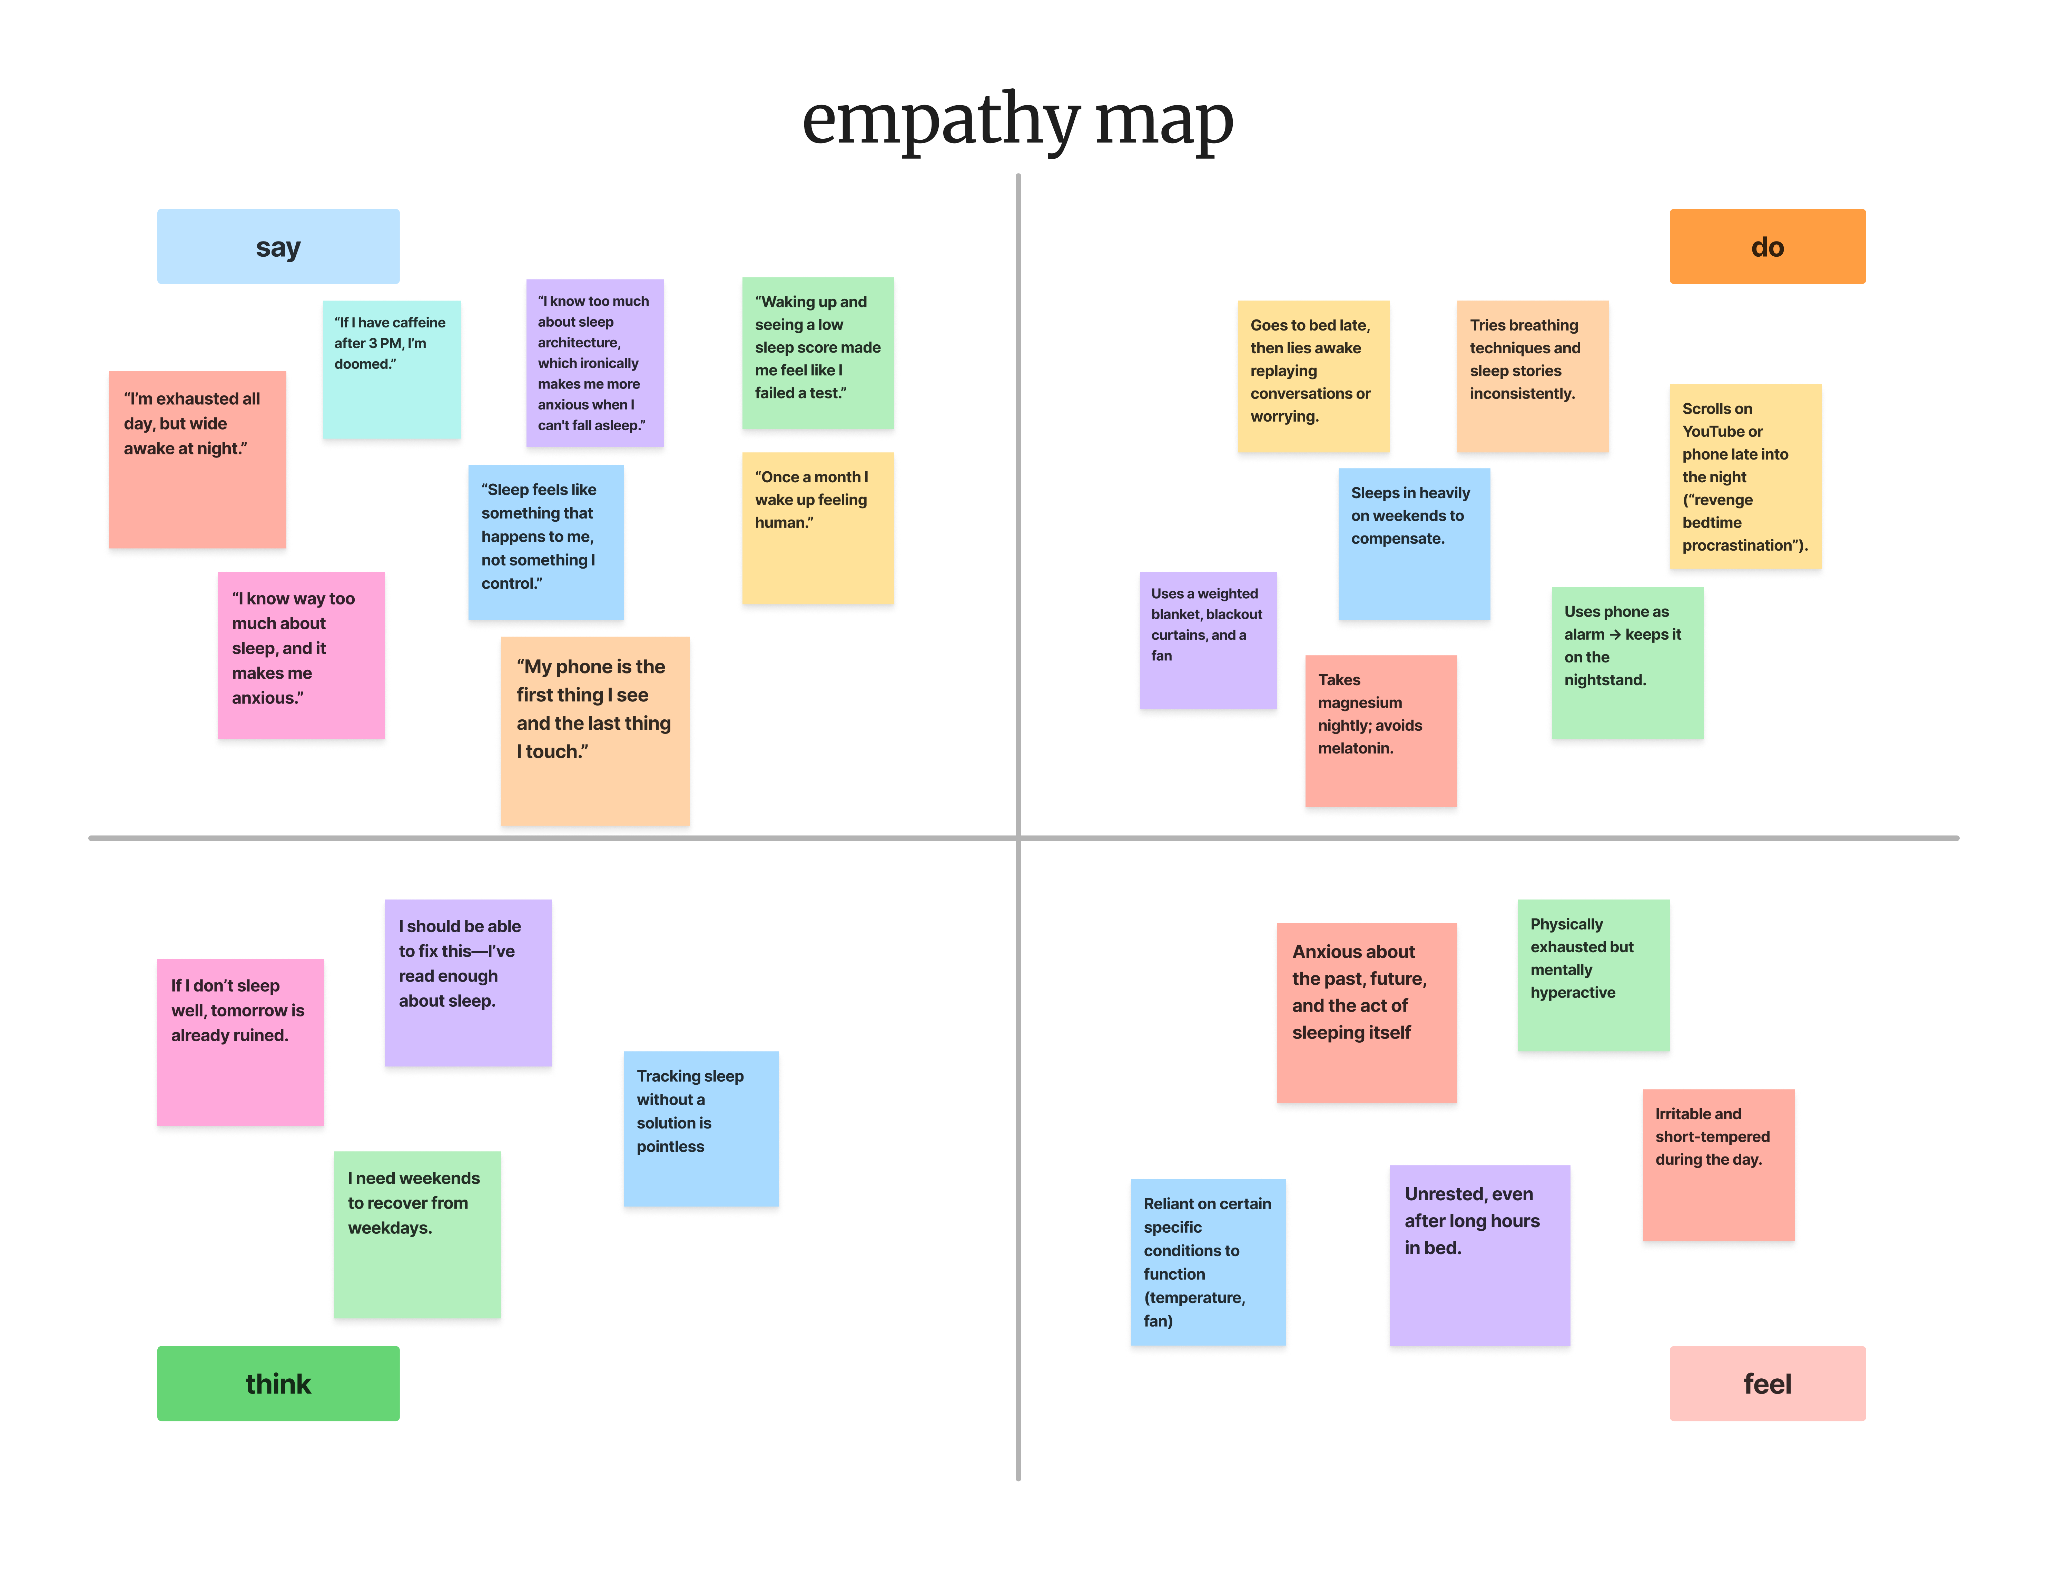 empathy map
say
“If I have caffeine
after 3 PM, I’m
doomed.”
“I know too much
about sleep
architecture,
which ironically
makes me more
anxious when I
can't fall asleep.”
“Waking up and
seeing a low
sleep score made
me feel like I
failed a test.”
“I’m exhausted all
day, but wide
awake at night.”
“Sleep feels like
something that
happens to me,
not something I
control.”
“Once a month I
wake up feeling
human.”
“I know way too
much about
sleep, and it
makes me
anxious.”
“My phone is the
first thing I see
and the last thing
I touch.”
do
Goes to bed late,
then lies awake
replaying
conversations or
worrying.
Tries breathing
techniques and
sleep stories
inconsistently.
Scrolls on
YouTube or
phone late into
the night
(“revenge
bedtime
procrastination”).
Sleeps in heavily
on weekends to
compensate.
Uses a weighted
blanket, blackout
curtains, and a
fan
Uses phone as
alarm → keeps it
on the
nightstand.
Takes
magnesium
nightly; avoids
melatonin.
I should be able
to fix this—I’ve
read enough
about sleep.
If I don’t sleep
well, tomorrow is
already ruined.
Tracking sleep
without a
solution is
pointless
I need weekends
to recover from
weekdays.
think
Anxious about
the past, future,
and the act of
sleeping itself
Physically
exhausted but
mentally
hyperactive
Irritable and
short-tempered
during the day.
Reliant on certain
specific
conditions to
function
(temperature,
fan)
Unrested, even
after long hours
in bed.
feel